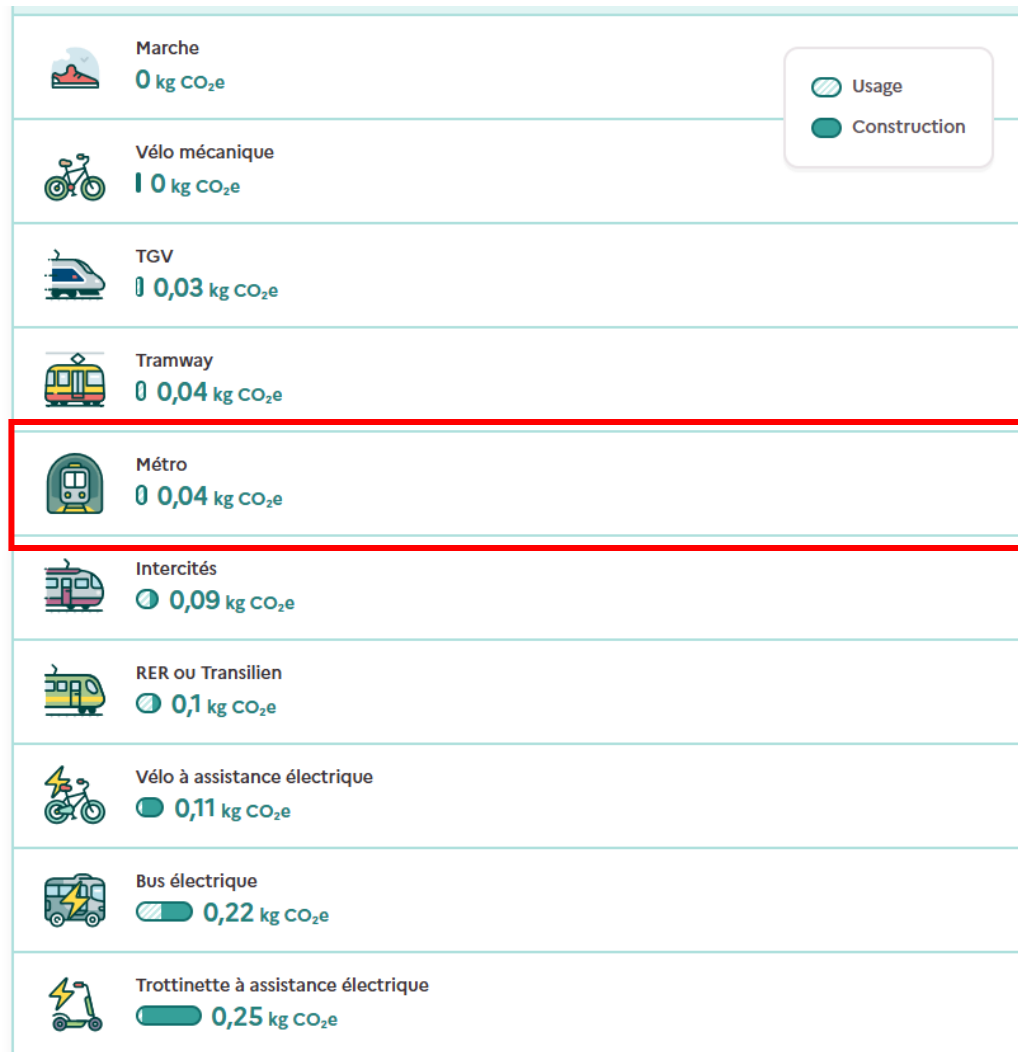 Marche
0 kg CO₂e
Usage
Construction
Vélo mécanique
0 kg CO₂e
TGV
0,03 kg CO₂e
Tramway
0,04 kg CO₂e
Métro
0,04 kg CO₂e
Intercités
0,09 kg CO₂e
RER ou Transilien
0,1 kg CO₂e
Vélo à assistance électrique
0,11 kg CO₂e
Bus électrique
0,22 kg CO₂e
Trottinette à assistance électrique
0,25 kg CO₂e